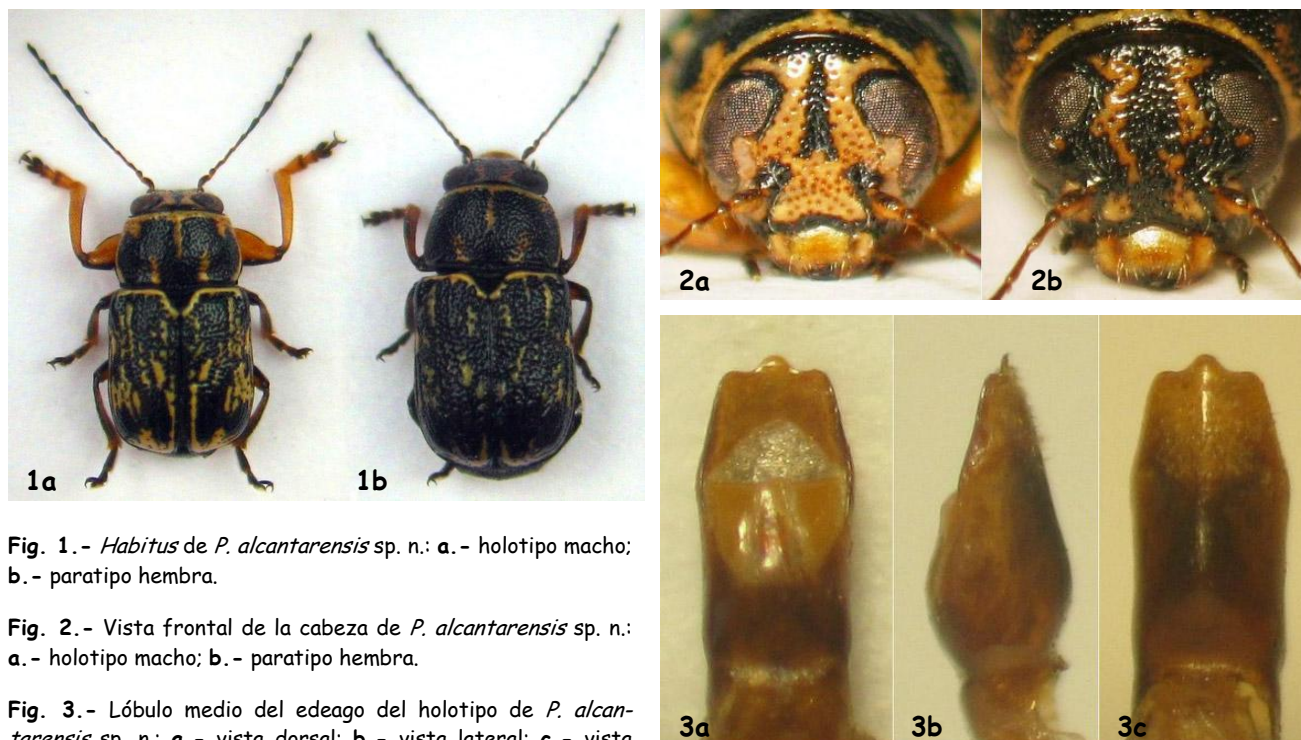 1a
1b
2a
2b
3a
3b
3c
Fig. 1.- Habitus de P. alcantarensis sp. n.: a.- holotipo macho;
b.- paratipo hembra.
Fig. 2.- Vista frontal de la cabeza de P. alcantarensis sp. n.:
a.- holotipo macho; b.- paratipo hembra.
Fig. 3.- Lóbulo medio del edeago del holotipo de P. alcan-
tarensis sp. n.: a.- vista dorsal; b.- vista lateral; c.- vista